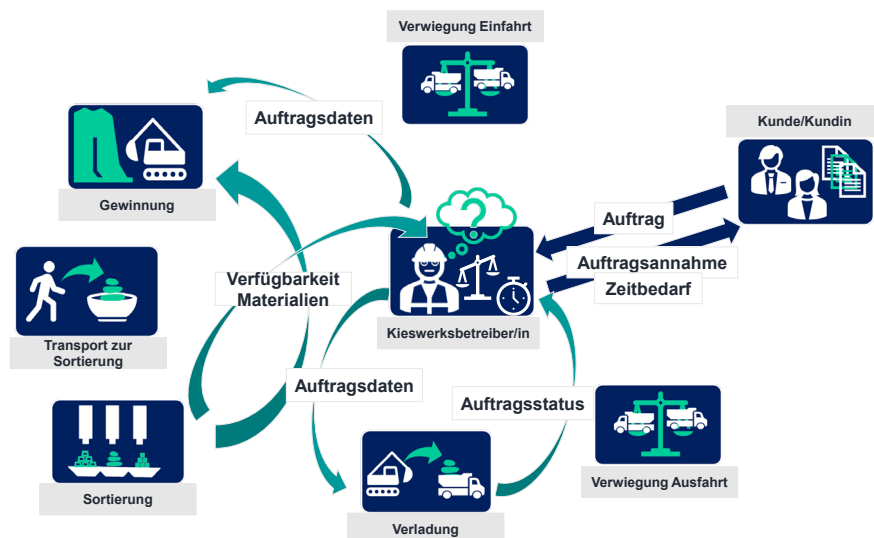 Verwiegung Einfahrt
Auftragsdaten
Kunde/Kundin
Gewinnung
?
Auftrag
Auftragsannahme
Zeitbedarf
Verfügbarkeit
Materialien
Kieswerksbetreiber/in
Transport zur
Sortierung
Auftragsdaten
Auftragsstatus
Verwiegung Ausfahrt
Sortierung
Verladung